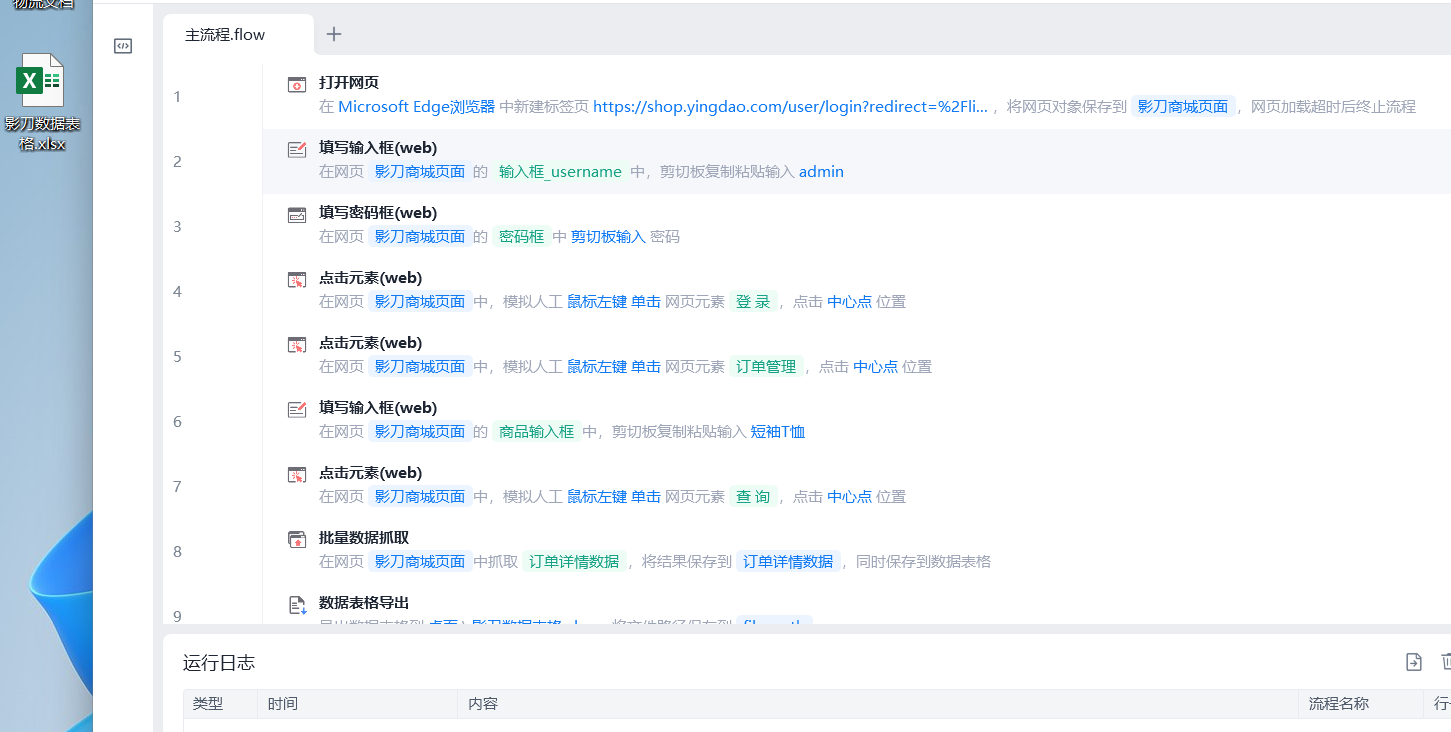 物流文档
影刀数据表
格.xlsx
主流程.flow
1
打开网页
在 Microsoft Edge浏览器 中新建标签页 https://shop.yingdao.com/user/login?redirect=%2Fli... ，将网页对象保存到 影刀商城页面 ，网页加载超时后终止流程
2
填写输入框(web)
在网页 影刀商城页面 的 输入框_username 中，剪切板复制粘贴输入 admin
3
填写密码框(web)
在网页 影刀商城页面 的 密码框 中 剪切板输入 密码
4
点击元素(web)
在网页 影刀商城页面 中，模拟人工 鼠标左键 单击 网页元素 登 录 ，点击 中心点 位置
5
点击元素(web)
在网页 影刀商城页面 中，模拟人工 鼠标左键 单击 网页元素 订单管理 ，点击 中心点 位置
6
填写输入框(web)
在网页 影刀商城页面 的 商品输入框 中，剪切板复制粘贴输入 短袖T恤
7
点击元素(web)
在网页 影刀商城页面 中，模拟人工 鼠标左键 单击 网页元素 查 询 ，点击 中心点 位置
8
批量数据抓取
在网页 影刀商城页面 中抓取 订单详情数据 ，将结果保存到 订单详情数据 ，同时保存到数据表格
9
数据表格导出
运行日志
类型 时间 内容 流程名称 行